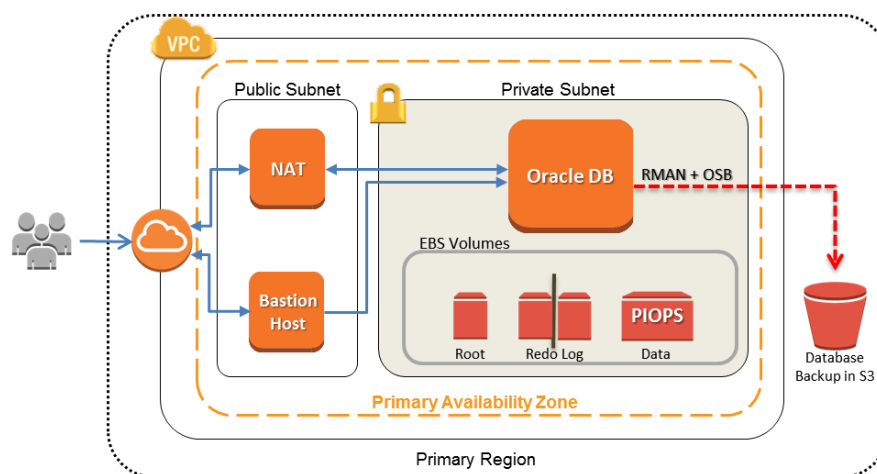 VPC
Public Subnet
Private Subnet
NAT
Oracle DB
RMAN + OSB
EBS Volumes
Bastion
Host
PIOPS
Root
Redo Log
Data
Database
Backup in S3
Primary Availability Zone
Primary Region